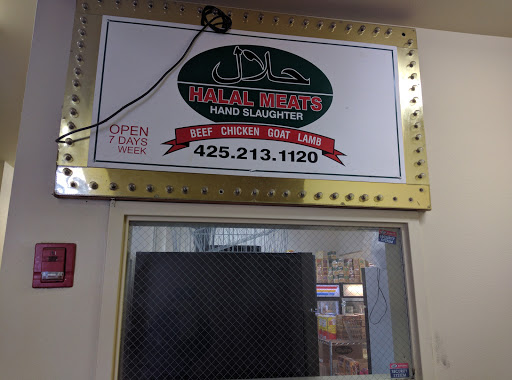 حلال
HALAL MEATS
HAND SLAUGHTER
BEEF CHICKEN GOAT LAMB
OPEN
7 DAYS
WEEK
425.213.1120